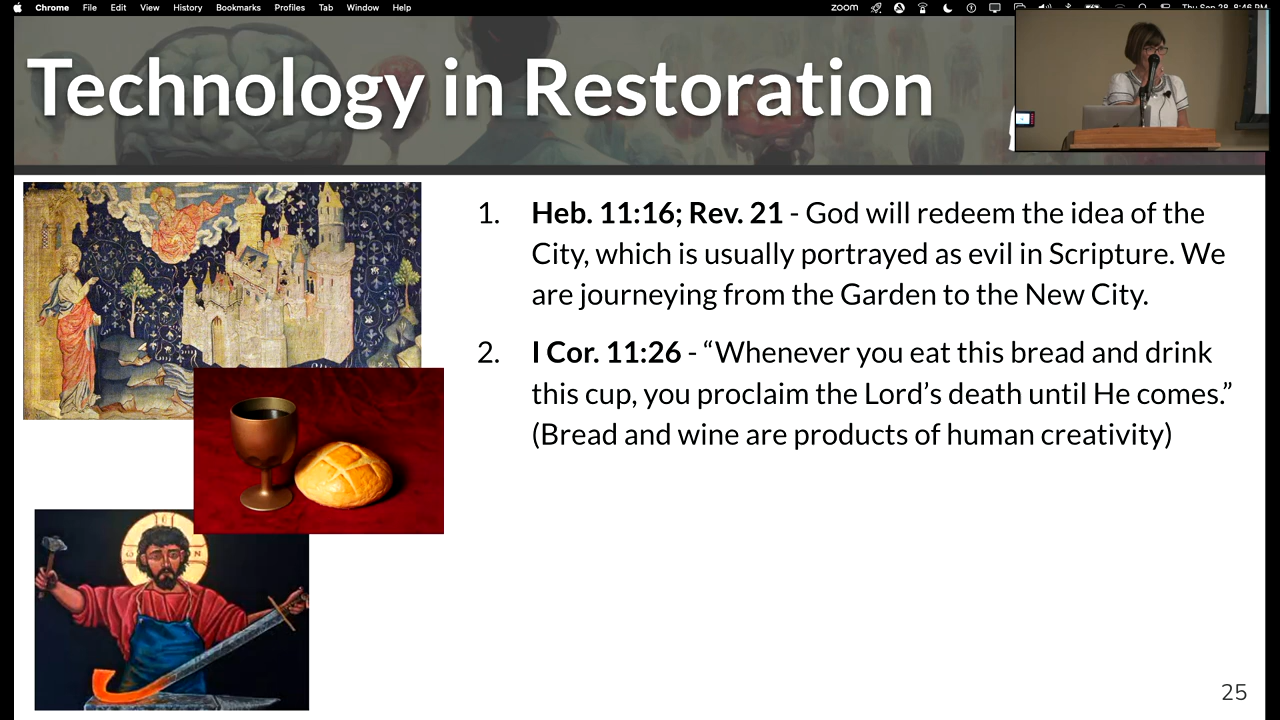 Chrome File Edit View History Bookmarks Profiles Tab Window Help zoom
Technology in Restoration
1. Heb. 11:16; Rev. 21 - God will redeem the idea of the
City, which is usually portrayed as evil in Scripture. We
are journeying from the Garden to the New City.
2. I Cor. 11:26 - “Whenever you eat this bread and drink
this cup, you proclaim the Lord’s death until He comes.”
(Bread and wine are products of human creativity)
25